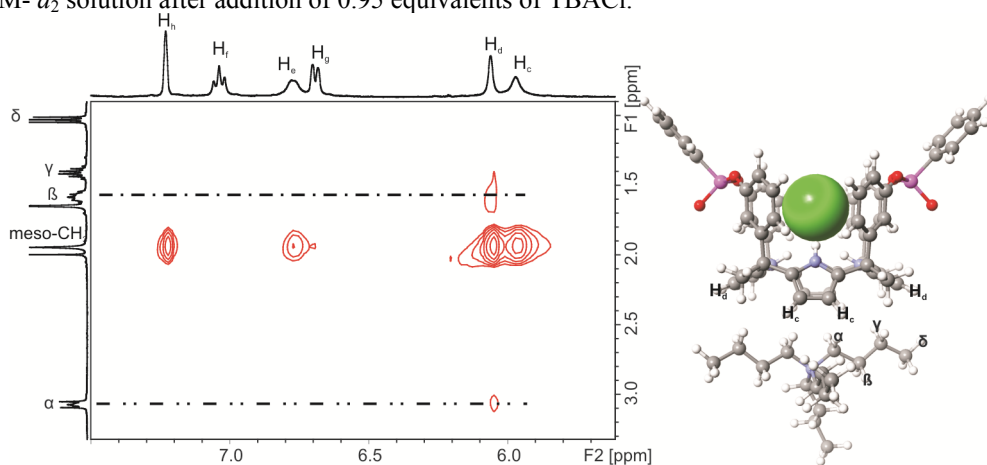 M- d2 solution after addition of 0.95 equivalents of TBACl.
Hh
Hf
He
Hg
Hd
Hc
δ
γ
ß
meso-CH
α
F1 [ppm]
1.5
2.0
2.5
3.0
7.0
6.5
6.0
F2 [ppm]
Hd
Hc
Hc
Hd
α
γ
δ
ß